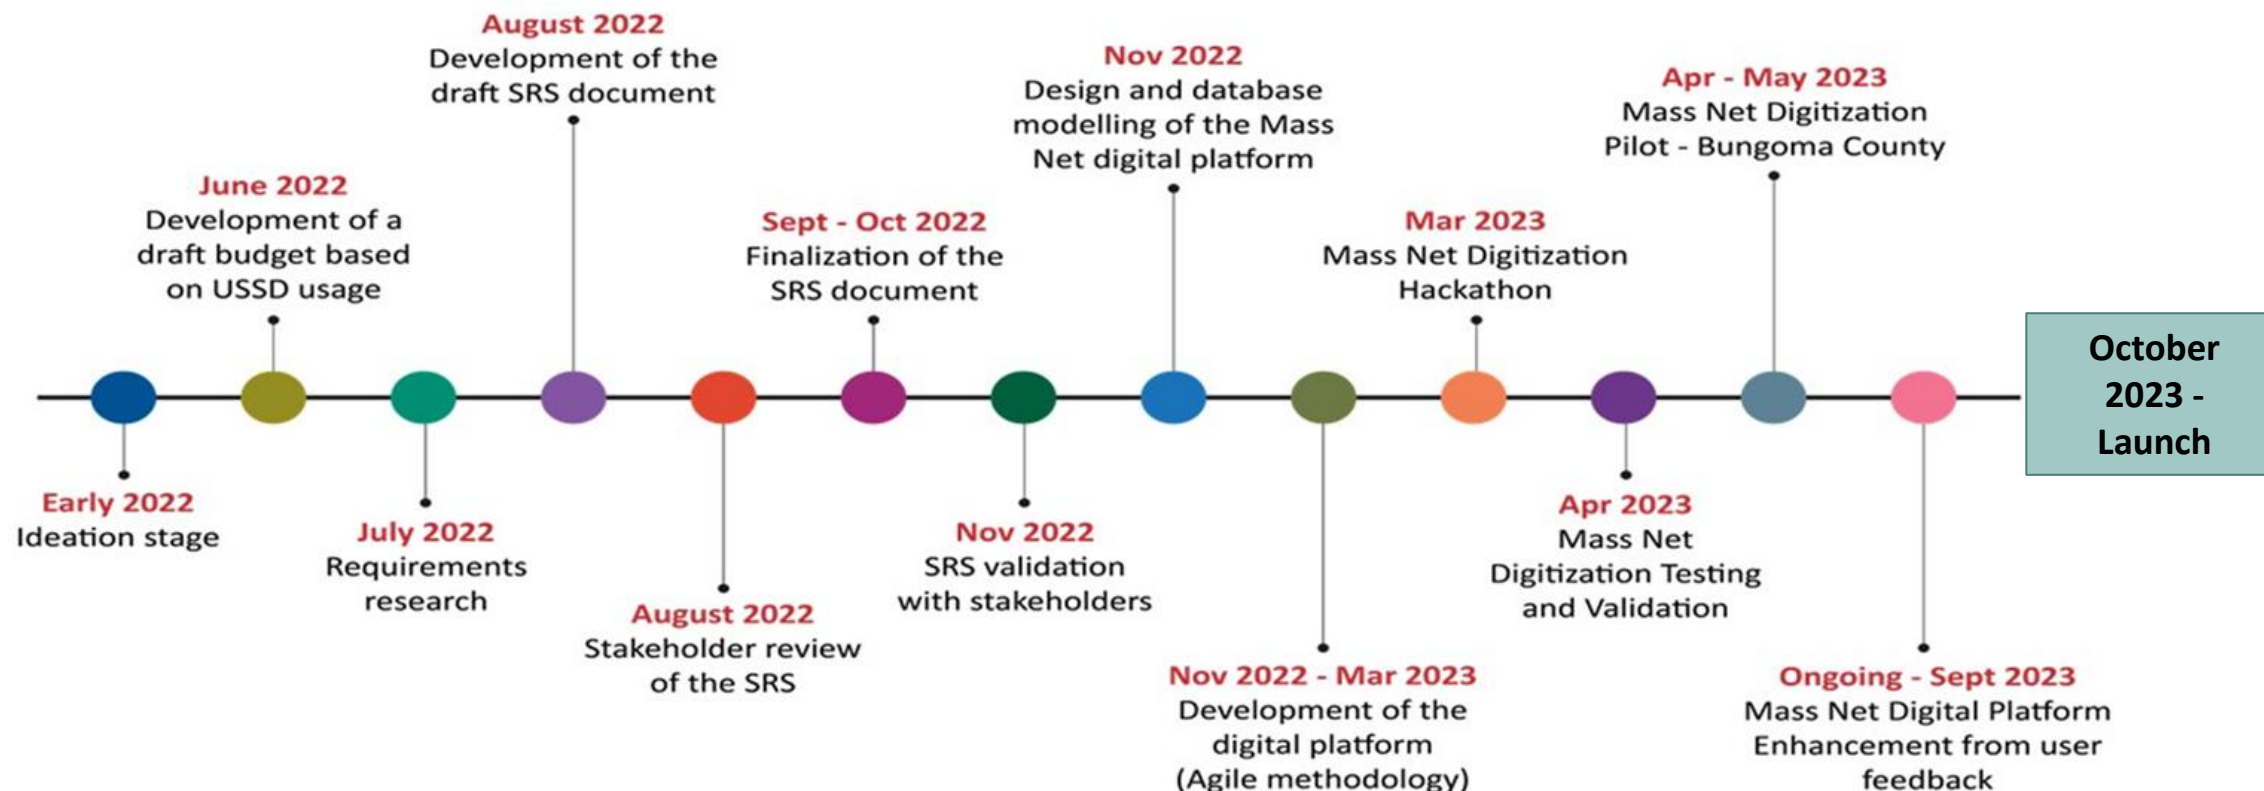 Early 2022
Ideation stage
June 2022
Development of a
draft budget based
on USSD usage
July 2022
Requirements
research
August 2022
Development of the
draft SRS document
August 2022
Stakeholder review
of the SRS
Sept - Oct 2022
Finalization of the
SRS document
Nov 2022
SRS validation
with stakeholders
Nov 2022
Design and database
modelling of the Mass
Net digital platform
Nov 2022 - Mar 2023
Development of the
digital platform
(Agile methodology)
Mar 2023
Mass Net Digitization
Hackathon
Apr 2023
Mass Net
Digitization Testing
and Validation
Apr - May 2023
Mass Net Digitization
Pilot - Bungoma County
Ongoing - Sept 2023
Mass Net Digital Platform
Enhancement from user
feedback
October
2023 -
Launch